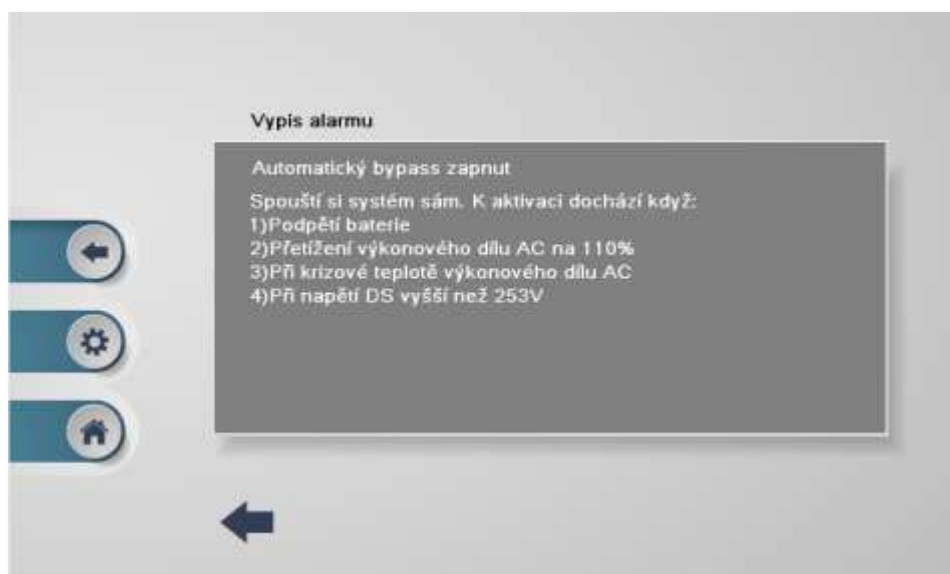 Vypis alarmu
Automatický bypass zapnut
Spouští si systém sám. K aktivaci dochází když:
1)Podpětí baterie
2)Přetížení výkonového dílu AC na 110%
3)Při krizové teplotě výkonového dílu AC
4)Při napětí DS vyšší než 253V